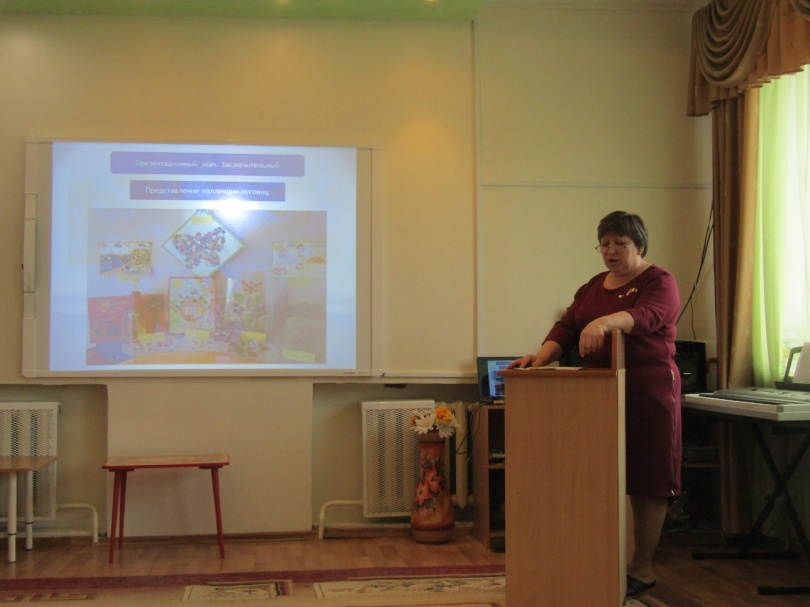 Презентационный этап. Заключительный
Представление коллекции пуговиц